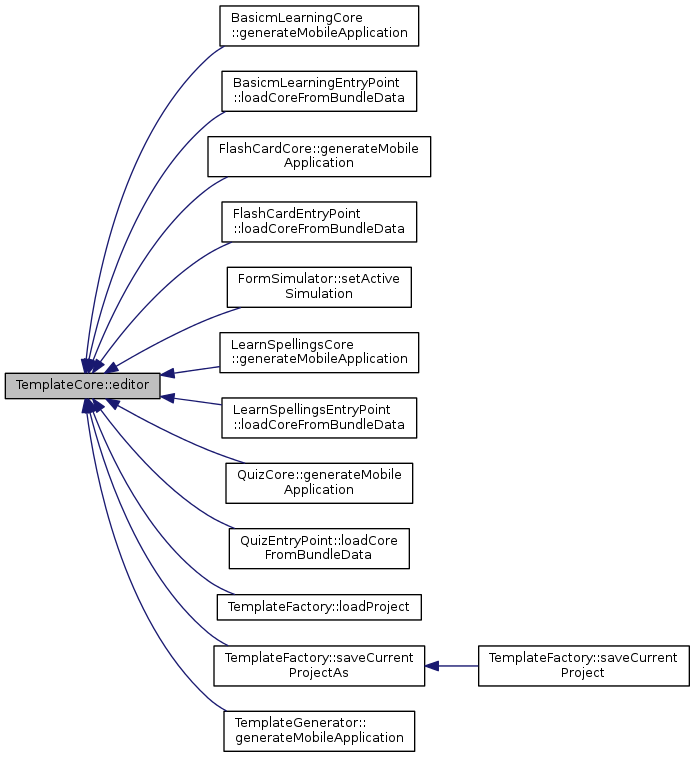 BasicmLearningCore
::generateMobileApplication
BasicmLearningEntryPoint
::loadCoreFromBundleData
FlashCardCore::generateMobile
Application
FlashCardEntryPoint
::loadCoreFromBundleData
FormSimulator::setActive
Simulation
LearnSpellingsCore
::generateMobileApplication
TemplateCore::editor
LearnSpellingsEntryPoint
::loadCoreFromBundleData
QuizCore::generateMobile
Application
QuizEntryPoint::loadCore
FromBundleData
TemplateFactory::loadProject
TemplateFactory::saveCurrent
ProjectAs
TemplateFactory::saveCurrent
Project
TemplateGenerator::
generateMobileApplication